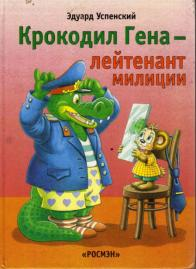 Эдуард Успенский
Крокодил Гена –
лейтенант
милиции
«РОСМЭН»